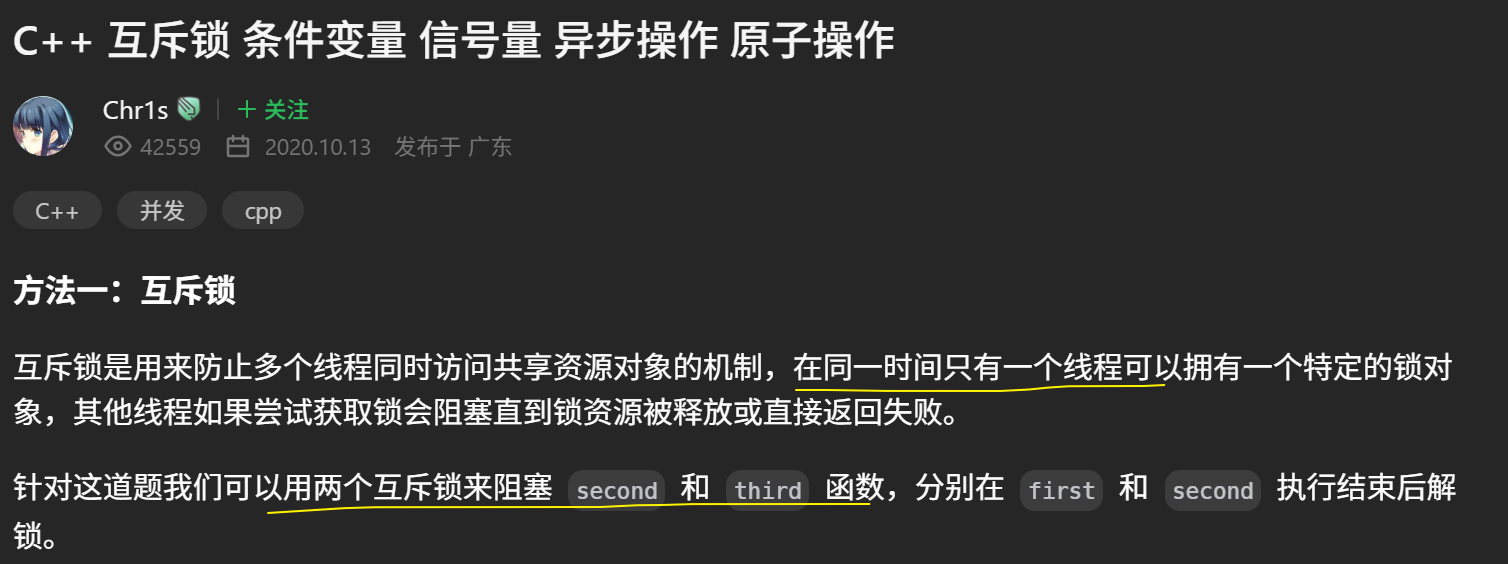 C++ 互斥锁 条件变量 信号量 异步操作 原子操作
Chr1s 关注
42559 2020.10.13 发布于 广东
C++ 并发 cpp
方法一：互斥锁
互斥锁是用来防止多个线程同时访问共享资源对象的机制，在同一时间只有一个线程可以拥有一个特定的锁对
象，其他线程如果尝试获取锁会阻塞直到锁资源被释放或直接返回失败。
针对这道题我们可以用两个互斥锁来阻塞 second 和 third 函数，分别在 first 和 second 执行结束后解
锁。